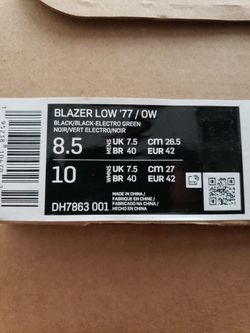 BLAZER LOW '77 / OW
BLACK/BLACK-ELECTRO GREEN
NOIR/VERT ELECTRO/NOIR
8.5 MENS UK 7.5 cm 26.5
BR 40 EUR 42
10 WMNS UK 7.5 cm 27
BR 40 EUR 42
DH7863 001
MADE IN CHINA /
FABRIQUE EN CHINE /
FABRICADO NA CHINA /
HECHO EN CHINA